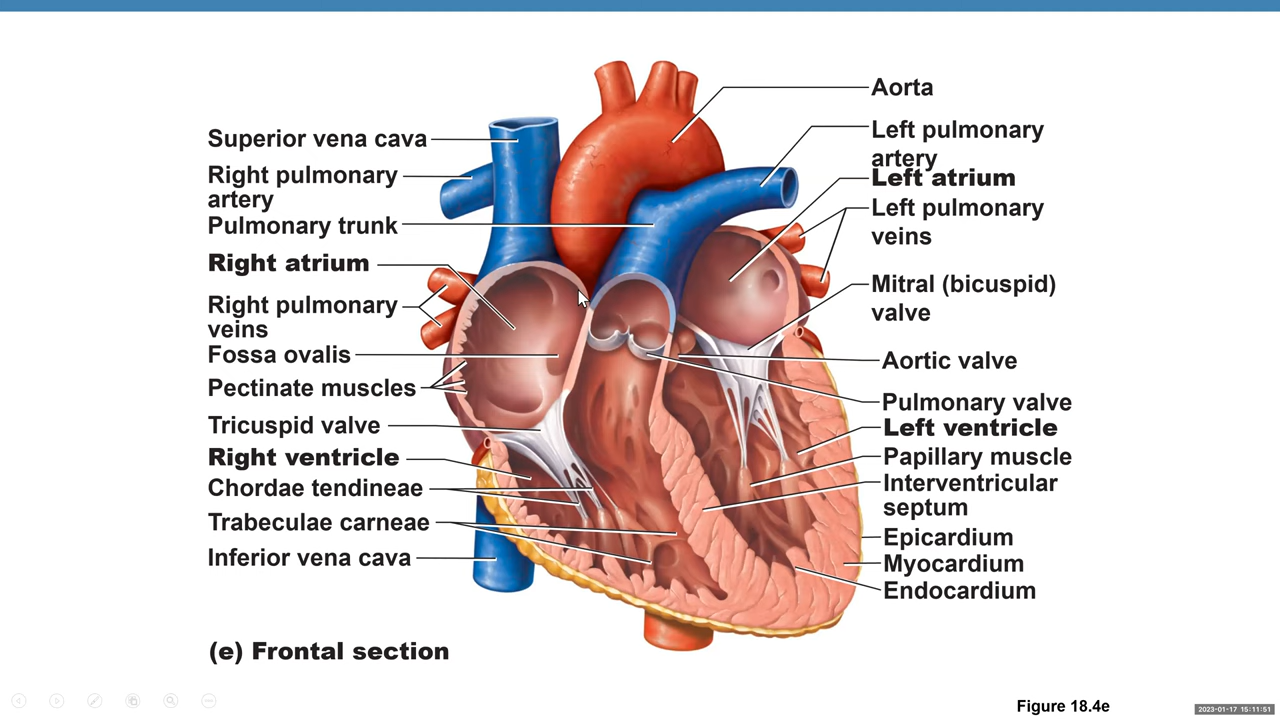 Superior vena cava
Right pulmonary
artery
Pulmonary trunk
Right atrium
Right pulmonary
veins
Fossa ovalis
Pectinate muscles
Tricuspid valve
Right ventricle
Chordae tendineae
Trabeculae carneae
Inferior vena cava
Aorta
Left pulmonary
artery
Left atrium
Left pulmonary
veins
Mitral (bicuspid)
valve
Aortic valve
Pulmonary valve
Left ventricle
Papillary muscle
Interventricular
septum
Epicardium
Myocardium
Endocardium
(e) Frontal section
Figure 18.4e
2023-01-17 15:11:51